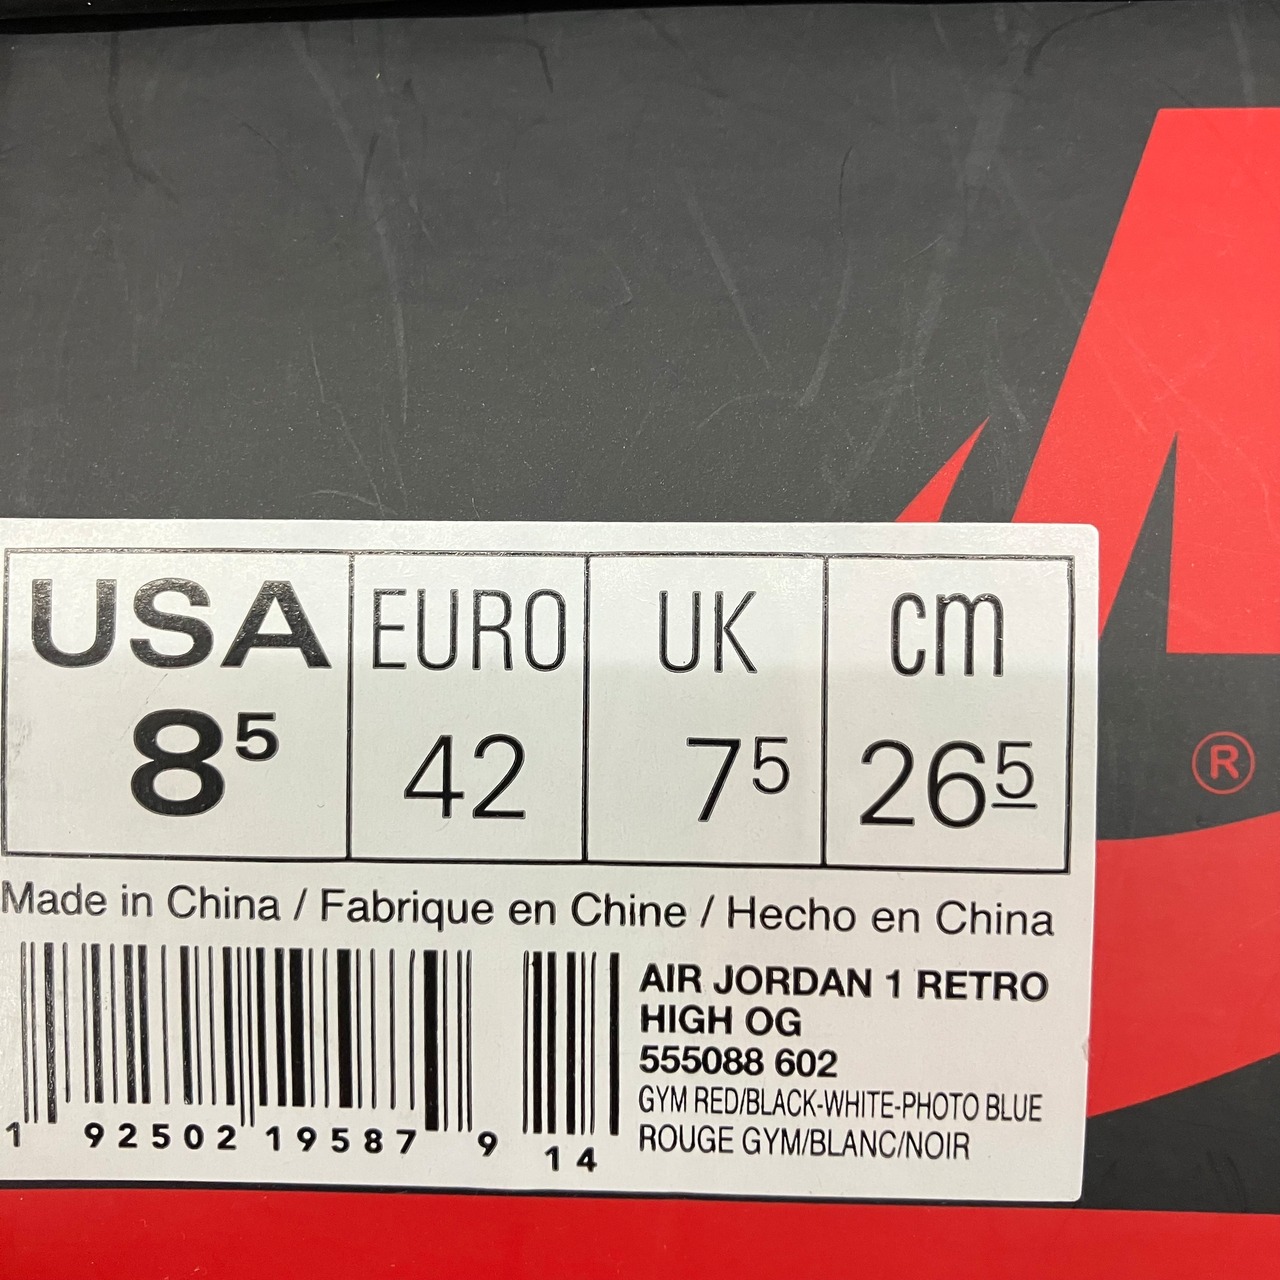 USA EURO UK cm
8⁵ 42 7⁵ 26⁵
Made in China / Fabrique en Chine / Hecho en China
AIR JORDAN 1 RETRO
HIGH OG
555088 602
GYM RED/BLACK-WHITE-PHOTO BLUE
ROUGE GYM/BLANC/NOIR
1 92502 19587 9 14
®